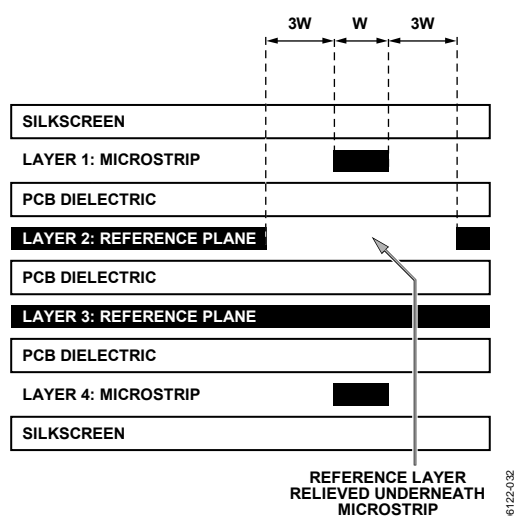 3W W 3W
SILKSCREEN
LAYER 1: MICROSTRIP
PCB DIELECTRIC
LAYER 2: REFERENCE PLANE
PCB DIELECTRIC
LAYER 3: REFERENCE PLANE
PCB DIELECTRIC
LAYER 4: MICROSTRIP
SILKSCREEN
REFERENCE LAYER
RELIEVED UNDERNEATH
MICROSTRIP
6122-032